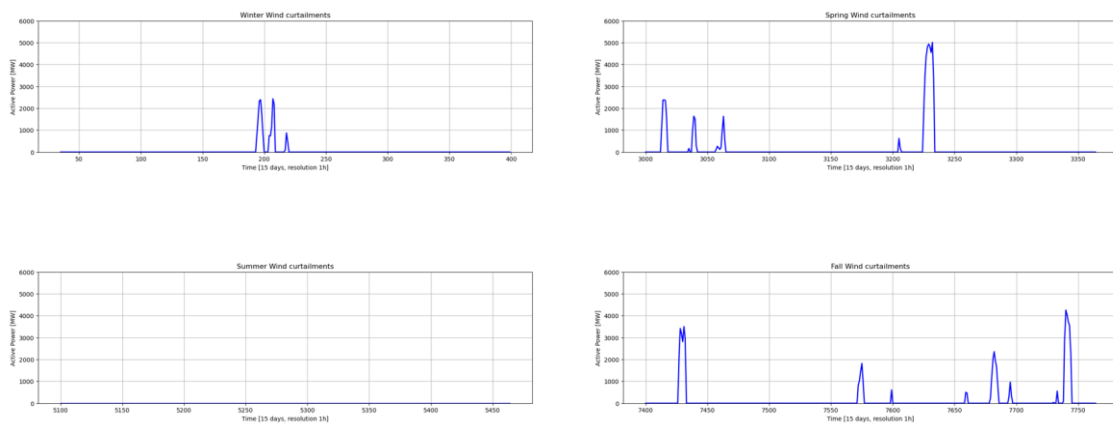 Winter Wind curtailments
6000
5000
4000
3000
2000
1000
0
Active Power [MW]
50 100 150 200 250 300 350 400
Time [15 days, resolution 1h]
Spring Wind curtailments
6000
5000
4000
3000
2000
1000
0
Active Power [MW]
3000 3050 3100 3150 3200 3250 3300 3350
Time [15 days, resolution 1h]
Summer Wind curtailments
6000
5000
4000
3000
2000
1000
0
Active Power [MW]
5100 5150 5200 5250 5300 5350 5400 5450
Time [15 days, resolution 1h]
Fall Wind curtailments
6000
5000
4000
3000
2000
1000
0
Active Power [MW]
7400 7450 7500 7550 7600 7650 7700 7750
Time [15 days, resolution 1h]